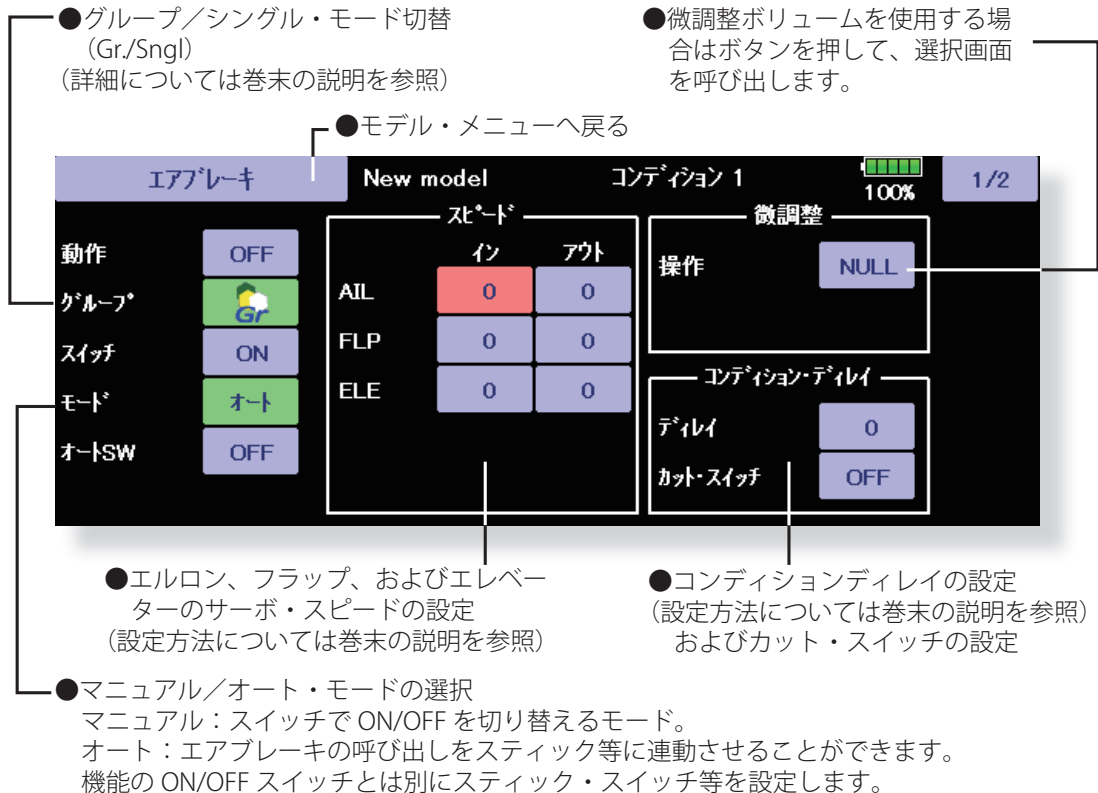 ●グループ／シングル・モード切替
（Gr./Sngl）
（詳細については巻末の説明を参照）
●微調整ボリュームを使用する場
合はボタンを押して、選択画面
を呼び出します。
●モデル・メニューへ戻る
エアブレーキ
New model
コンディション 1
100%
1/2
動作
OFF
グループ
Gr
スイッチ
ON
モード
オート
オートSW
OFF
スピード
イン
アウト
AIL
0
0
FLP
0
0
ELE
0
0
微調整
操作
NULL
コンディション・ディレイ
ディレイ
0
カット・スイッチ
OFF
●エルロン、フラップ、およびエレベー
ターのサーボ・スピードの設定
（設定方法については巻末の説明を参照）
●コンディションディレイの設定
（設定方法については巻末の説明を参照）
およびカット・スイッチの設定
●マニュアル／オート・モードの選択
マニュアル：スイッチで ON/OFF を切り替えるモード。
オート：エアブレーキの呼び出しをスティック等に連動させることができます。
機能の ON/OFF スイッチとは別にスティック・スイッチ等を設定します。